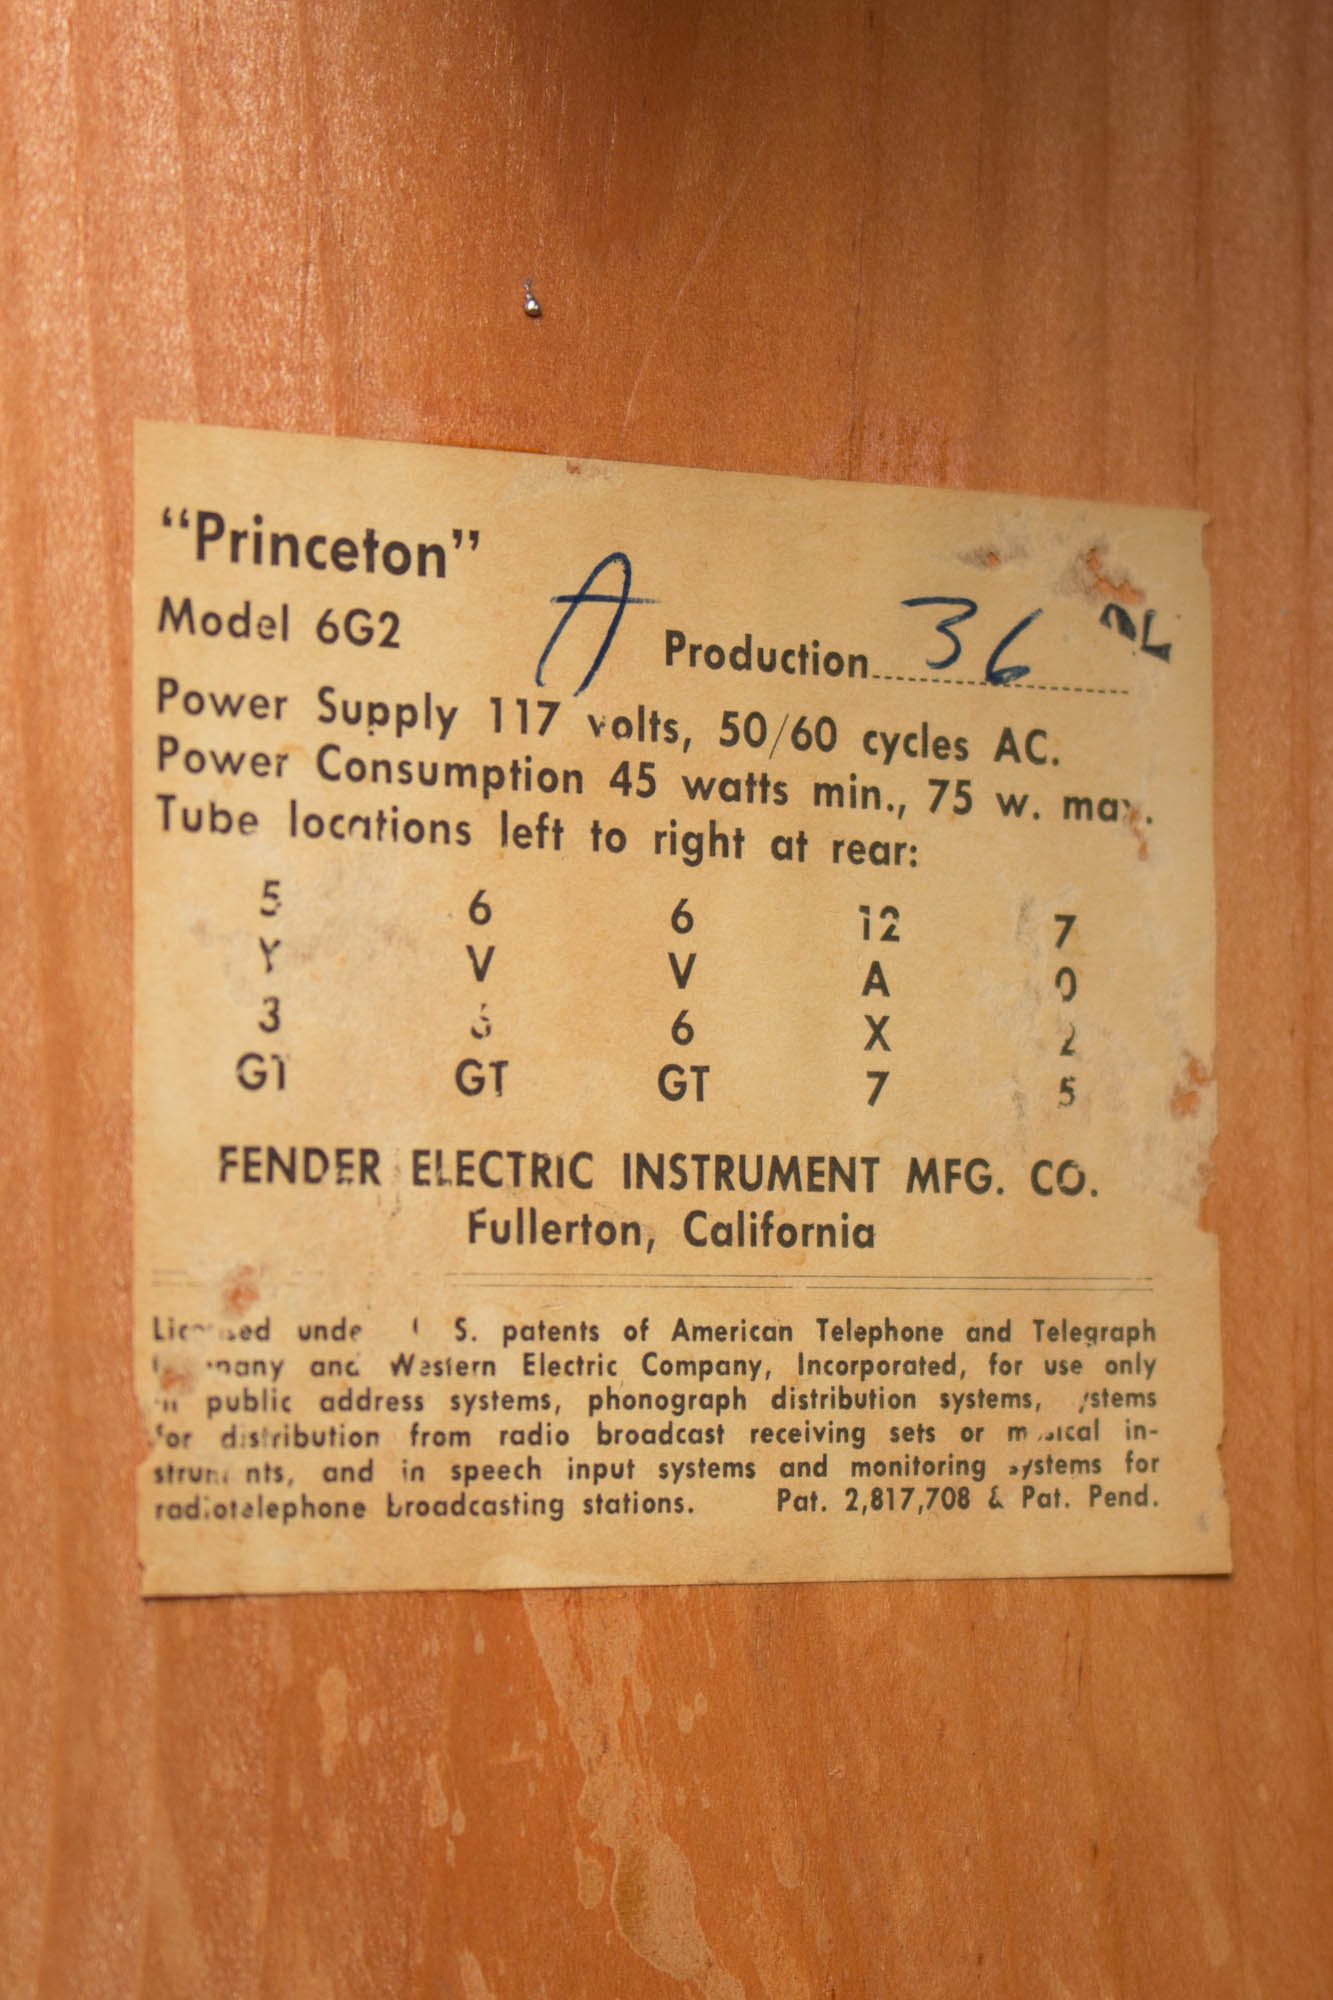 “Princeton”
Model 6G2 A Production 36
Power Supply 117 volts, 50/60 cycles AC.
Power Consumption 45 watts min., 75 w. max.
Tube locations left to right at rear:
5 6 6 12 7
Y V V A 0
3 6 6 X 2
GT GT GT 7 5
FENDER ELECTRIC INSTRUMENT MFG. CO.
Fullerton, California
Licensed under S. patents of American Telephone and Telegraph
Company and Western Electric Company, Incorporated, for use only
in public address systems, phonograph distribution systems, systems
for distribution from radio broadcast receiving sets or musical in-
struments, and in speech input systems and monitoring systems for
radiotelephone broadcasting stations. Pat. 2,817,708 & Pat. Pend.